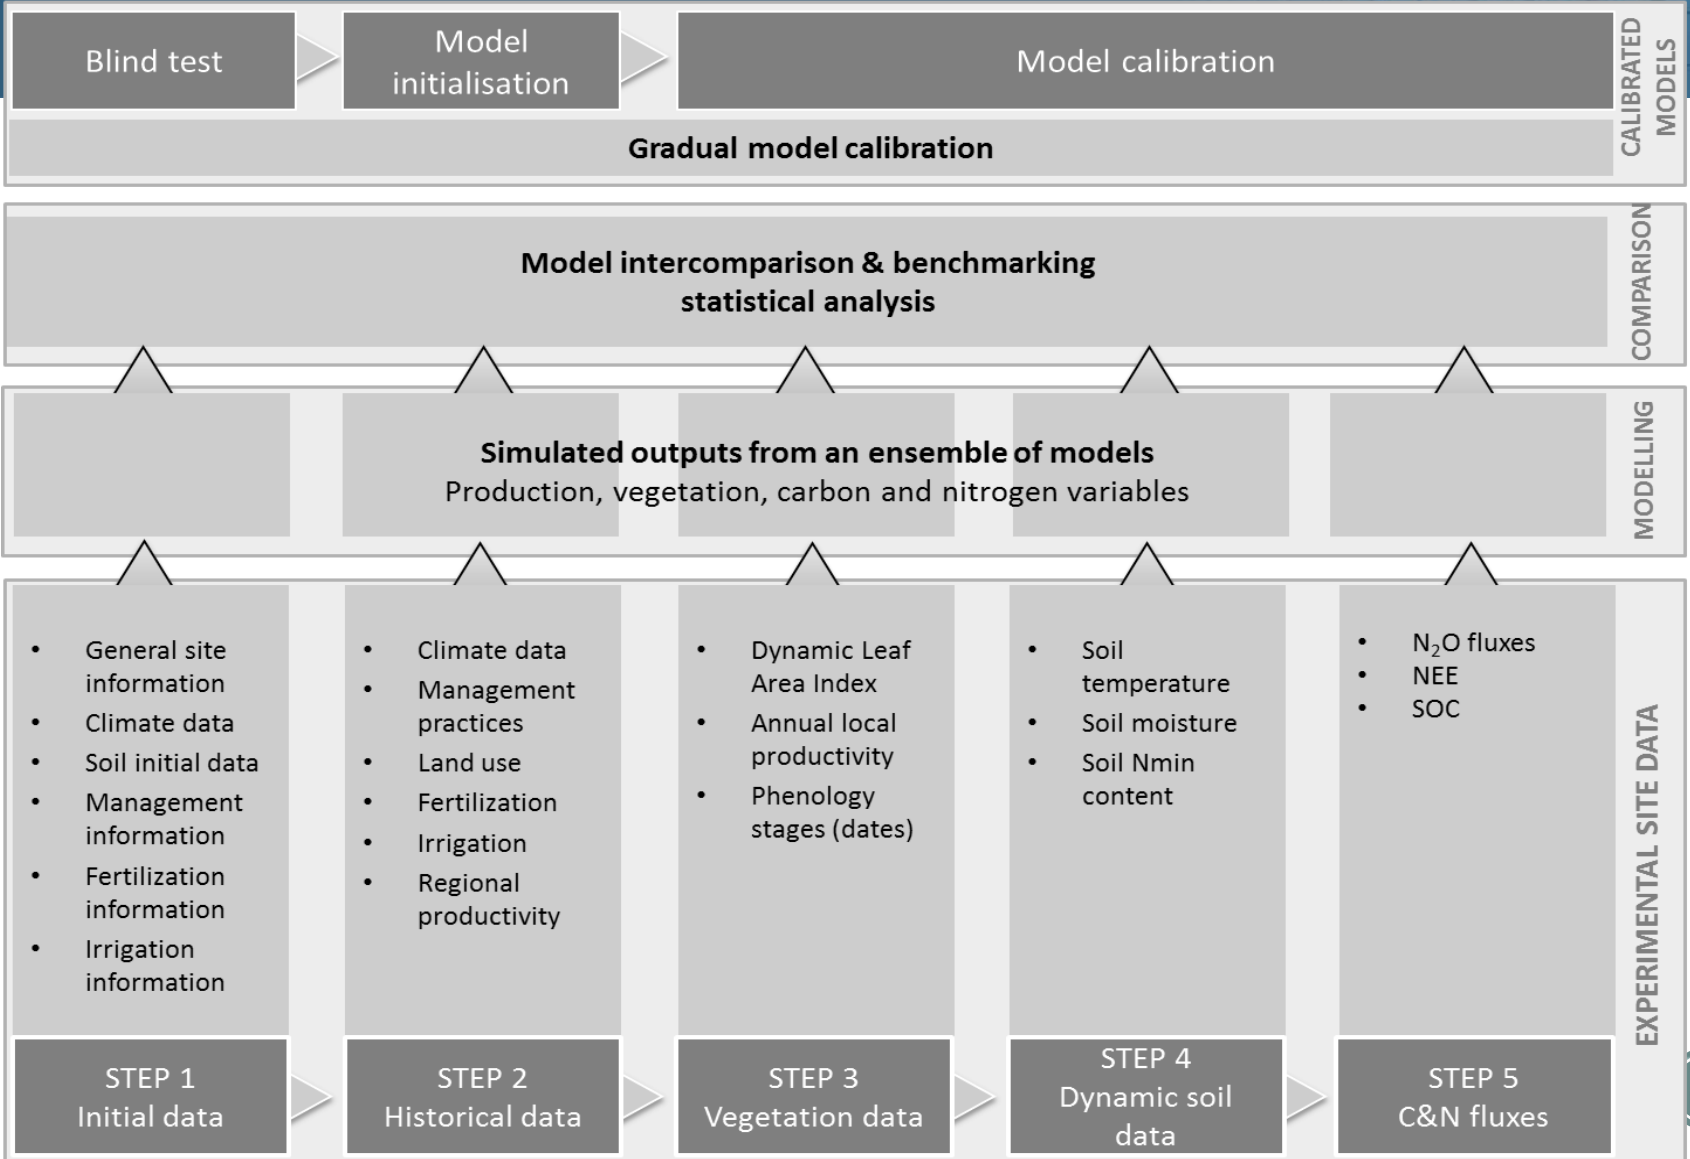 Blind test
Model
initialisation
Model calibration
Gradual model calibration
CALIBRATED
MODELS
Model intercomparison & benchmarking
statistical analysis
COMPARISON
Simulated outputs from an ensemble of models
Production, vegetation, carbon and nitrogen variables
MODELLING
• General site
information
• Climate data
• Soil initial data
• Management
information
• Fertilization
information
• Irrigation
information
• Climate data
• Management
practices
• Land use
• Fertilization
• Irrigation
• Regional
productivity
• Dynamic Leaf
Area Index
• Annual local
productivity
• Phenology
stages (dates)
• Soil
temperature
• Soil moisture
• Soil Nmin
content
• N₂O fluxes
• NEE
• SOC
EXPERIMENTAL SITE DATA
STEP 1
Initial data
STEP 2
Historical data
STEP 3
Vegetation data
STEP 4
Dynamic soil
data
STEP 5
C&N fluxes